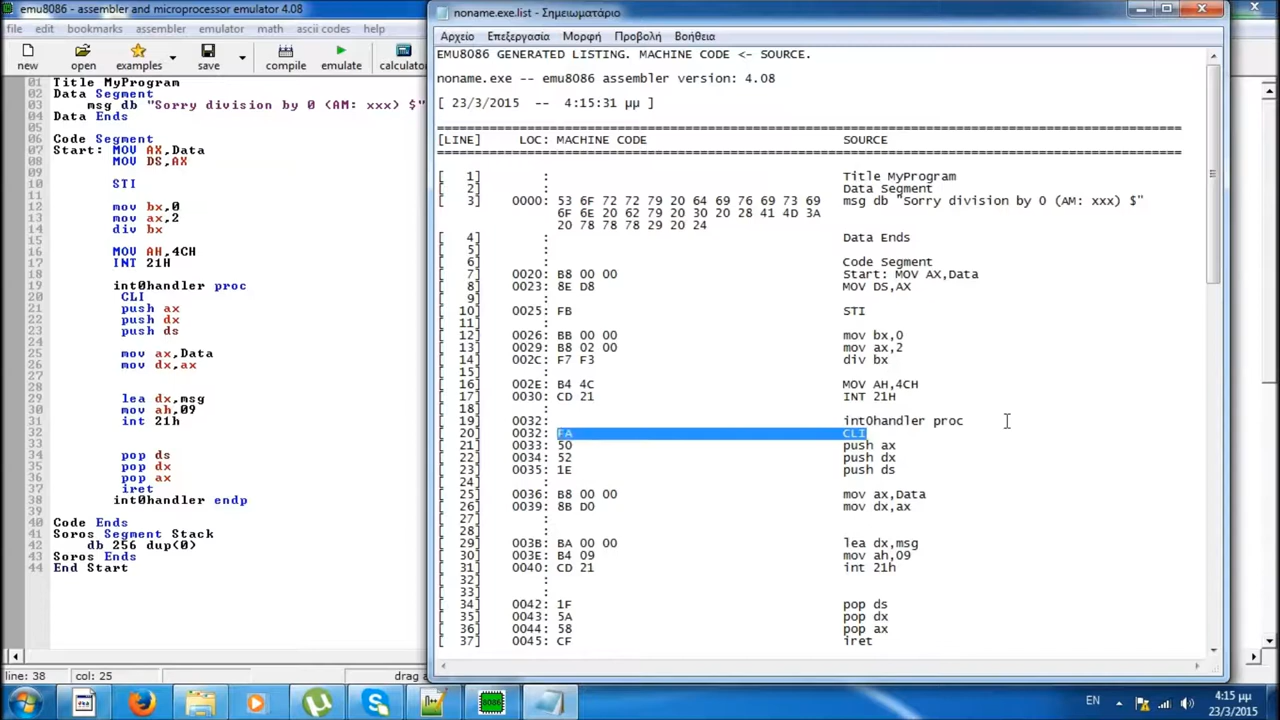 emu8086 - assembler and microprocessor emulator 4.08
file edit bookmarks assembler emulator math ascii codes help
new open examples save compile emulate calculator
01 Title MyProgram
02 Data Segment
03 msg db "Sorry division by 0 (AM: xxx) $"
04 Data Ends
05
06 Code Segment
07 Start: MOV AX,Data
08 MOV DS,AX
09
10 STI
11
12 mov bx,0
13 mov ax,2
14 div bx
15
16 MOV AH,4CH
17 INT 21H
18
19 int0handler proc
20 CLI
21 push ax
22 push dx
23 push ds
24
25 mov ax,Data
26 mov dx,ax
27
28
29 lea dx,msg
30 mov ah,09
31 int 21h
32
33
34 pop ds
35 pop dx
36 pop ax
37 iret
38 int0handler endp
39
40 Code Ends
41 Soros Segment Stack
42 db 256 dup(0)
43 Soros Ends
44 End Start
line: 38 col: 25 drag a
noname.exe.list - Σημειωματάριο
Αρχείο Επεξεργασία Μορφή Προβολή Βοήθεια
EMU8086 GENERATED LISTING. MACHINE CODE <- SOURCE.
noname.exe -- emu8086 assembler version: 4.08
[ 23/3/2015 -- 4:15:31 μμ ]
[LINE] LOC: MACHINE CODE SOURCE
[ 1] : Title MyProgram
[ 2] : Data Segment
[ 3] 0000: 53 6F 72 72 79 20 64 69 76 69 73 69 msg db "Sorry division by 0 (AM: xxx) $"
6F 6E 20 62 79 20 30 20 28 41 4D 3A
20 78 78 78 29 20 24
[ 4] : Data Ends
[ 5] :
[ 6] : Code Segment
[ 7] 0020: B8 00 00 Start: MOV AX,Data
[ 8] 0023: 8E D8 MOV DS,AX
[ 9] :
[ 10] 0025: FB STI
[ 11] :
[ 12] 0026: BB 00 00 mov bx,0
[ 13] 0029: B8 02 00 mov ax,2
[ 14] 002C: F7 F3 div bx
[ 15] :
[ 16] 002E: B4 4C MOV AH,4CH
[ 17] 0030: CD 21 INT 21H
[ 18] :
[ 19] 0032: int0handler proc
[ 20] 0032: FA CLI
[ 21] 0033: 50 push ax
[ 22] 0034: 52 push dx
[ 23] 0035: 1E push ds
[ 24] :
[ 25] 0036: B8 00 00 mov ax,Data
[ 26] 0039: 8B D0 mov dx,ax
[ 27] :
[ 28] :
[ 29] 003B: BA 00 00 lea dx,msg
[ 30] 003E: B4 09 mov ah,09
[ 31] 0040: CD 21 int 21h
[ 32] :
[ 33] :
[ 34] 0042: 1F pop ds
[ 35] 0043: 5A pop dx
[ 36] 0044: 58 pop ax
[ 37] 0045: CF iret
8086
EN
4:15 μμ
23/3/2015